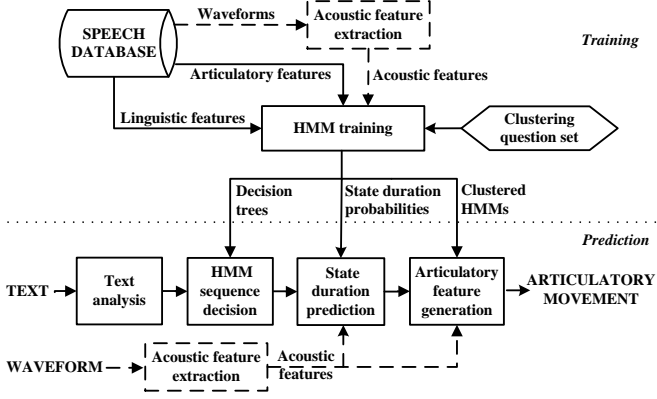 Waveforms
Acoustic feature
extraction
Training
SPEECH
DATABASE
Articulatory features
Acoustic features
Linguistic features
HMM training
Clustering
question set
Decision
trees
State duration
probabilities
Clustered
HMMs
Prediction
TEXT
Text
analysis
HMM
sequence
decision
State
duration
prediction
Articulatory
feature
generation
ARTICULATORY
MOVEMENT
WAVEFORM
Acoustic feature
extraction
Acoustic
features